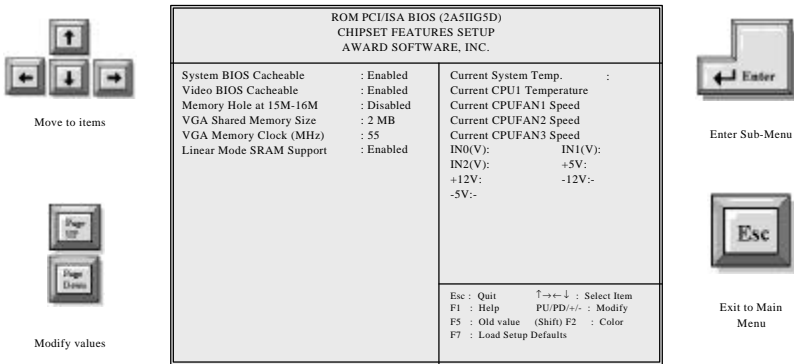 ROM PCI/ISA BIOS (2A5IIG5D)
CHIPSET FEATURES SETUP
AWARD SOFTWARE, INC.
System BIOS Cacheable : Enabled
Video BIOS Cacheable : Enabled
Memory Hole at 15M-16M : Disabled
VGA Shared Memory Size : 2 MB
VGA Memory Clock (MHz) : 55
Linear Mode SRAM Support : Enabled
Current System Temp. :
Current CPU1 Temperature
Current CPUFAN1 Speed
Current CPUFAN2 Speed
Current CPUFAN3 Speed
IN0(V): IN1(V):
IN2(V): +5V:
+12V: -12V:-
-5V:-
Esc : Quit ↑→←↓ : Select Item
F1 : Help PU/PD/+/- : Modify
F5 : Old value (Shift) F2 : Color
F7 : Load Setup Defaults
Move to items
Page
Up
Page
Down
Modify values
Enter
Enter Sub-Menu
Esc
Exit to Main
Menu